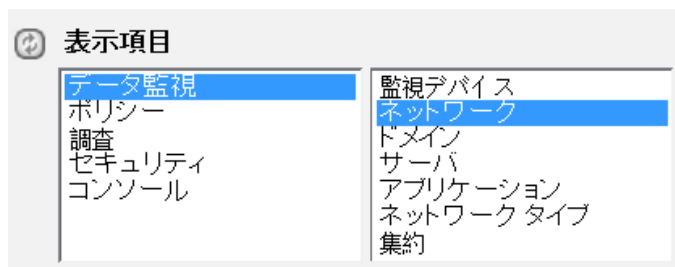 表示項目
データ監視
ポリシー
調査
セキュリティ
コンソール
監視デバイス
ネットワーク
ドメイン
サーバ
アプリケーション
ネットワーク タイプ
集約